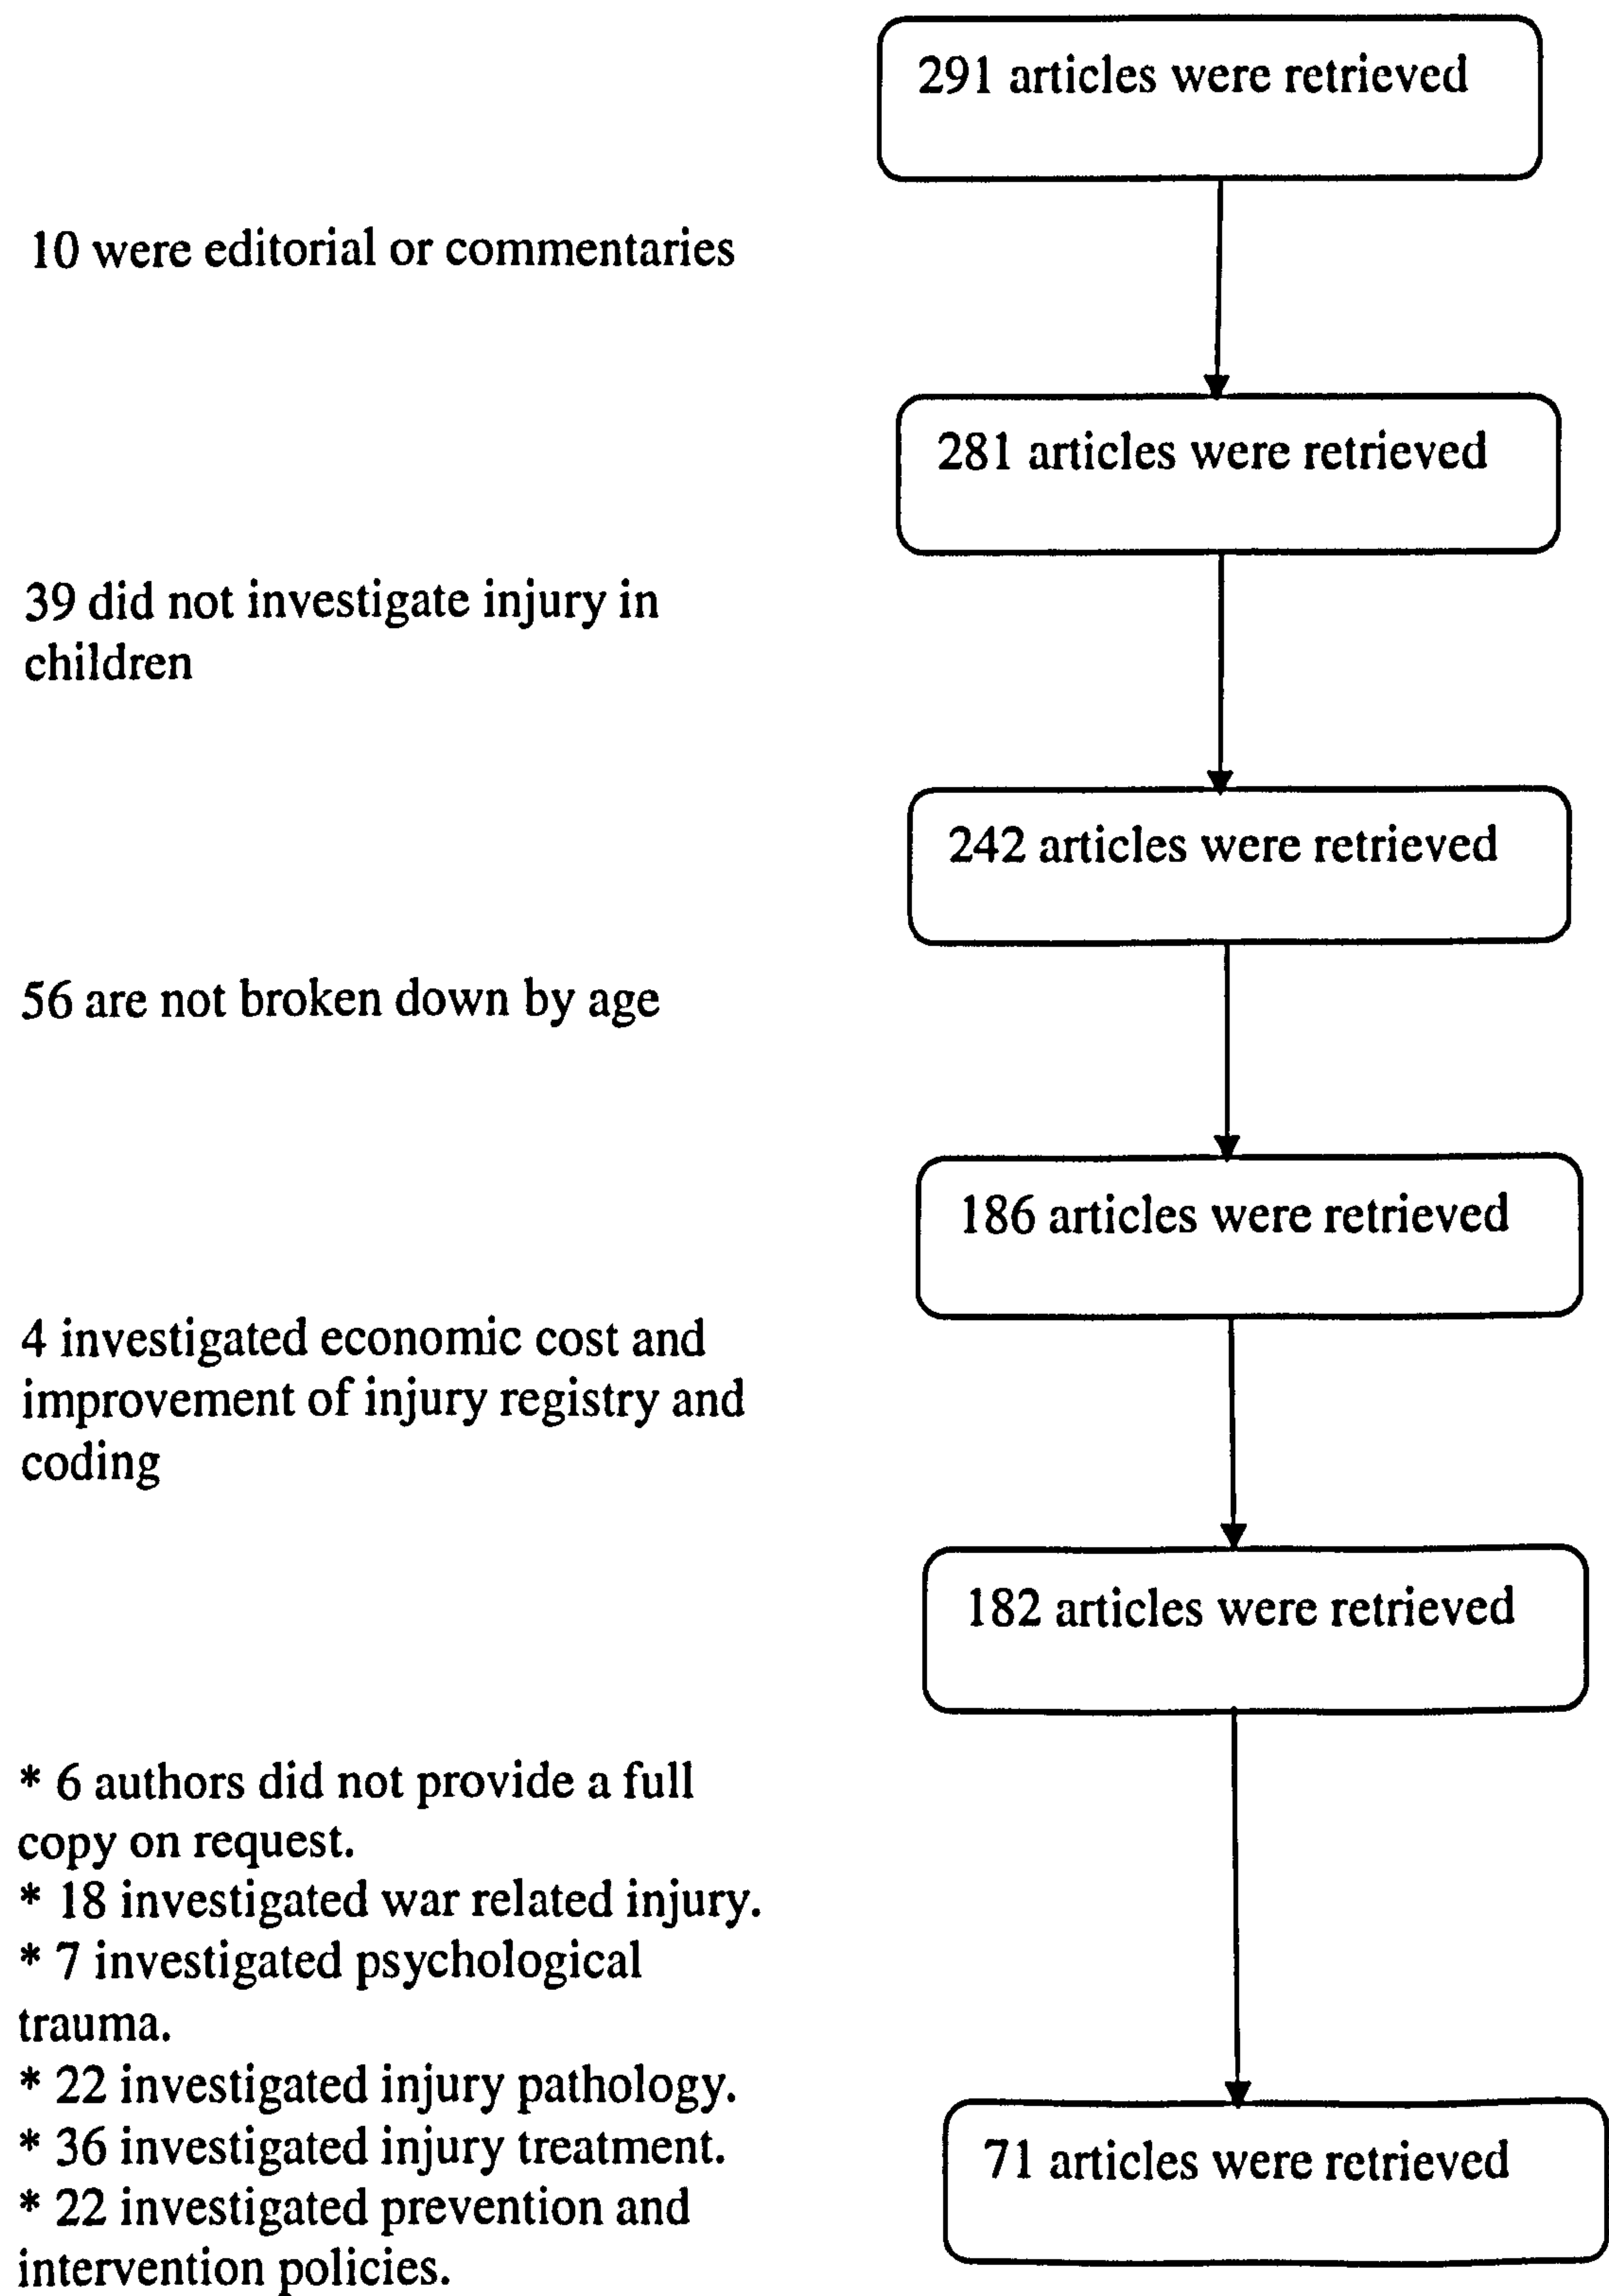 291 articles were retrieved
10 were editorial or commentaries
281 articles were retrieved
39 did not investigate injury in
children
242 articles were retrieved
56 are not broken down by age
186 articles were retrieved
4 investigated economic cost and
improvement of injury registry and
coding
182 articles were retrieved
* 6 authors did not provide a full
copy on request.
* 18 investigated war related injury.
* 7 investigated psychological
trauma.
* 22 investigated injury pathology.
* 36 investigated injury treatment.
* 22 investigated prevention and
intervention policies.
71 articles were retrieved